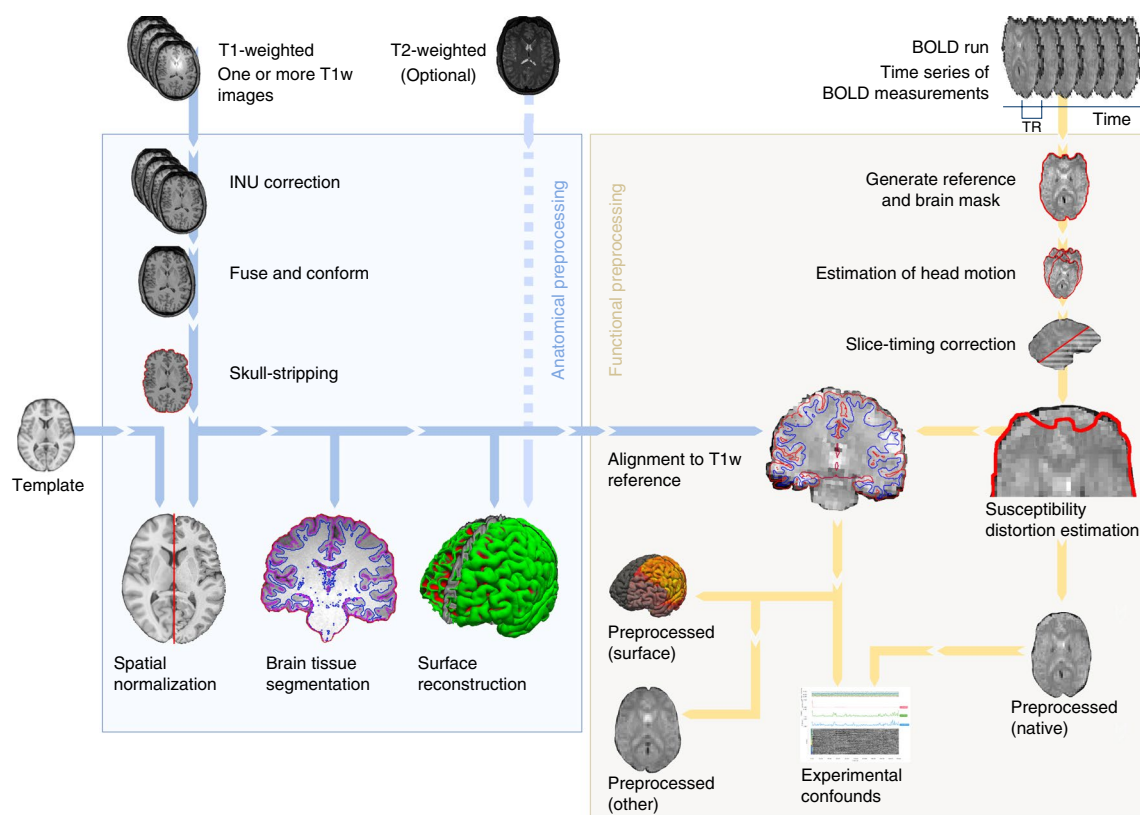 T1-weighted
One or more T1w
images
T2-weighted
(Optional)
BOLD run
Time series of
BOLD measurements
TR
Time
INU correction
Fuse and conform
Skull-stripping
Anatomical preprocessing
Functional preprocessing
Generate reference
and brain mask
Estimation of head motion
Slice-timing correction
Template
Alignment to T1w
reference
Susceptibility
distortion estimation
Spatial
normalization
Brain tissue
segmentation
Surface
reconstruction
Preprocessed
(surface)
Preprocessed
(other)
Experimental
confounds
Preprocessed
(native)